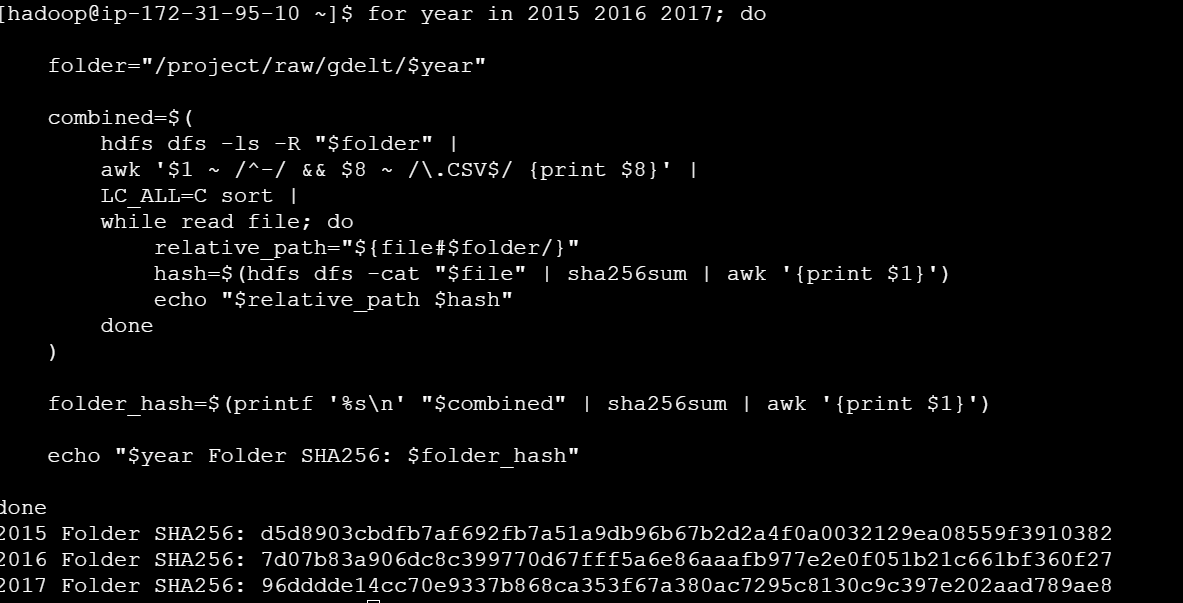 [hadoop@ip-172-31-95-10 ~]$ for year in 2015 2016 2017; do
folder="/project/raw/gdelt/$year"
combined=$(
hdfs dfs -ls -R "$folder" |
awk '$1 ~ /^-/ && $8 ~ /\.CSV$/ {print $8}' |
LC_ALL=C sort |
while read file; do
relative_path="${file#$folder/}"
hash=$(hdfs dfs -cat "$file" | sha256sum | awk '{print $1}')
echo "$relative_path $hash"
done
)
folder_hash=$(printf '%s\n' "$combined" | sha256sum | awk '{print $1}')
echo "$year Folder SHA256: $folder_hash"
done
2015 Folder SHA256: d5d8903cbdfb7af692fb7a51a9db96b67b2d2a4f0a0032129ea08559f3910382
2016 Folder SHA256: 7d07b83a906dc8c399770d67fff5a6e86aaafb977e2e0f051b21c661bf360f27
2017 Folder SHA256: 96dddde14cc70e9337b868ca353f67a380ac7295c8130c9c397e202aad789ae8